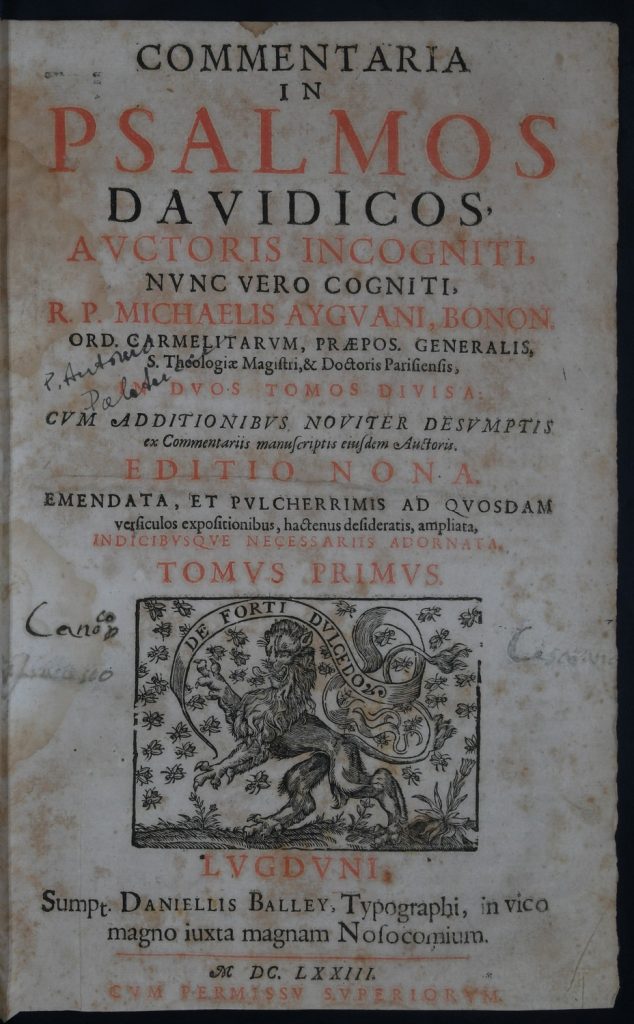 COMMENTARIA
IN
PSALMOS
DAVIDICOS,
AVCTORIS INCOGNITI,
NVNC VERO COGNITI,
R. P. MICHAELIS AYGVANI, BONON.
ORD. CARMELITARVM, PRÆPOS. GENERALIS,
S. Theologiæ Magistri, & Doctoris Parisiensis,
P. Antonio
IN DVOS TOMOS DIVISA:
CVM ADDITIONIBVS NOVITER DESVMPTIS
ex Commentariis manuscriptis eiusdem Auctoris.
EDITIO NONA.
EMENDATA, ET PVLCHERRIMIS AD QVOSDAM
versiculos expositionibus, hactenus desideratis, ampliata,
INDICIBVSQVE NECESSARIIS ADORNATA.
TOMVS PRIMVS.
DE FORTI DVLCEDO
LVGDVNI,
Sumpt. DANIELLIS BALLEY, Typographi, in vico
magno iuxta magnam Nosocomium.
M DC. LXXIII.
CVM PERMISSV SVPERIORVM.